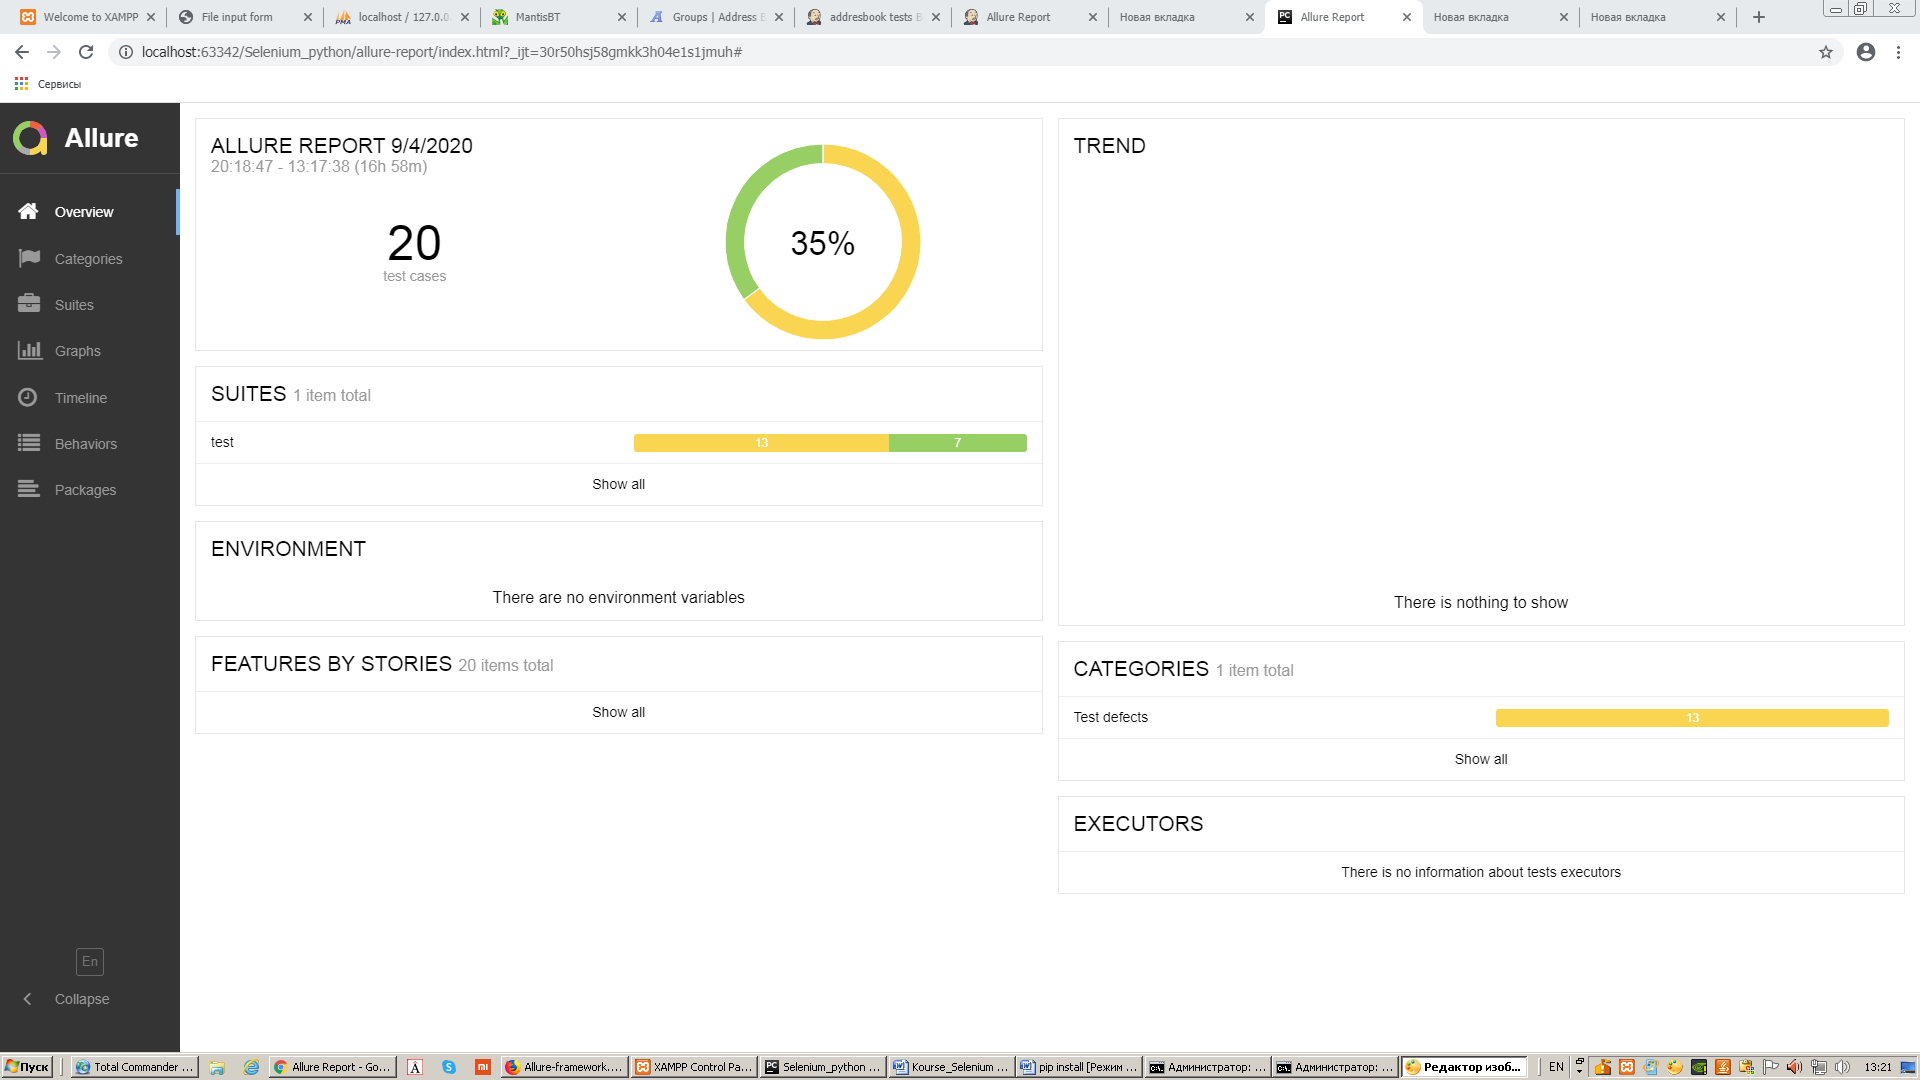 Welcome to XAMPP
File input form
localhost / 127.0.0.
MantisBT
Groups | Address B
addresbook tests B
Allure Report
Новая вкладка
Allure Report
Новая вкладка
Новая вкладка
localhost:63342/Selenium_python/allure-report/index.html?_ijt=30r50hsj58gmkk3h04e1s1jmuh#
Сервисы
Allure
Overview
Categories
Suites
Graphs
Timeline
Behaviors
Packages
En
Collapse
ALLURE REPORT 9/4/2020
20:18:47 - 13:17:38 (16h 58m)
20
test cases
35%
SUITES 1 item total
test
13
7
Show all
ENVIRONMENT
There are no environment variables
FEATURES BY STORIES 20 items total
Show all
TREND
There is nothing to show
CATEGORIES 1 item total
Test defects
13
Show all
EXECUTORS
There is no information about tests executors
Пуск
Total Commander ...
Allure Report - Go...
Allure-framework....
XAMPP Control Pa...
Selenium_python ...
Kourse_Selenium ...
pip install [Режим ...
Администратор: ...
Администратор: ...
Редактор изоб...
EN
13:21